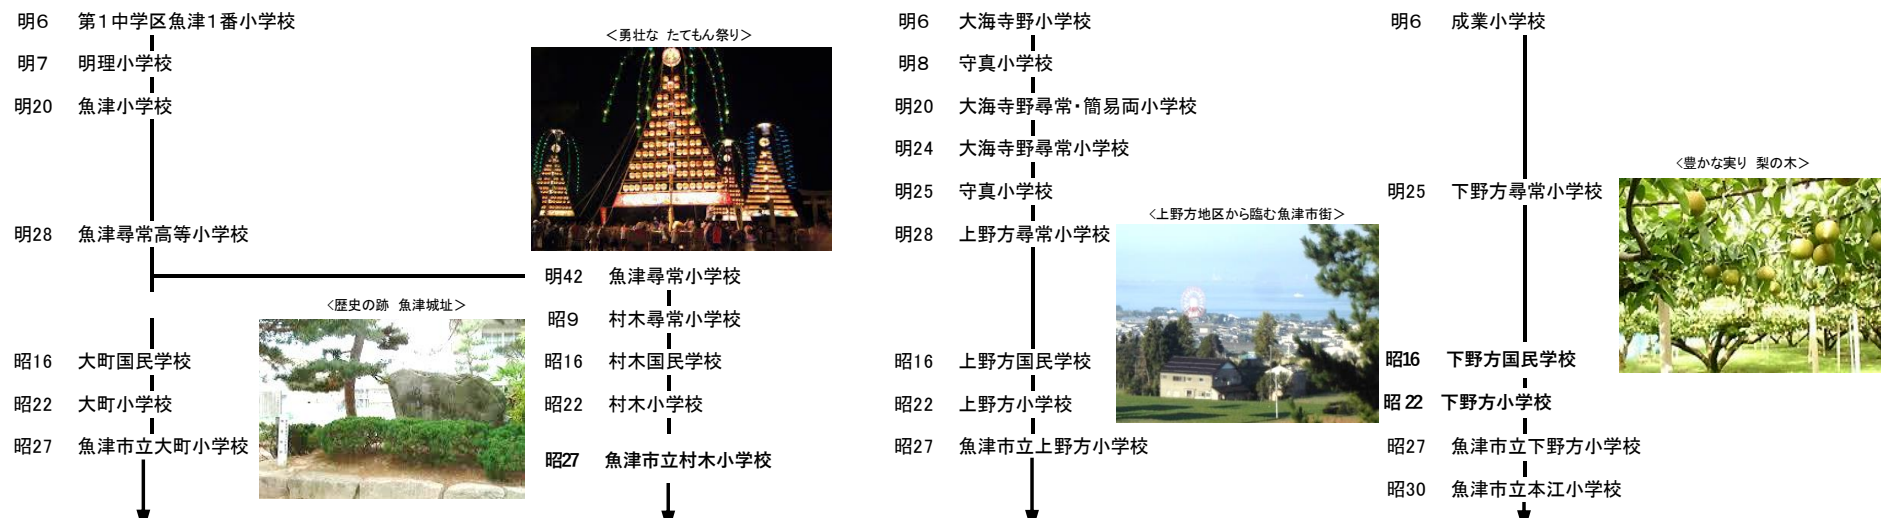 明6 第1中学区魚津1番小学校
明7 明理小学校
明20 魚津小学校
明28 魚津尋常高等小学校
<歴史の跡 魚津城址>
昭16 大町国民学校
昭22 大町小学校
昭27 魚津市立大町小学校
<勇壮な たてもん祭り>
明42 魚津尋常小学校
昭9 村木尋常小学校
昭16 村木国民学校
昭22 村木小学校
昭27 魚津市立村木小学校
明6 大海寺野小学校
明8 守真小学校
明20 大海寺野尋常・簡易両小学校
明24 大海寺野尋常小学校
明25 守真小学校
<上野方地区から臨む魚津市街>
明28 上野方尋常小学校
昭16 上野方国民学校
昭22 上野方小学校
昭27 魚津市立上野方小学校
明6 成業小学校
<豊かな実り 梨の木>
明25 下野方尋常小学校
昭16 下野方国民学校
昭22 下野方小学校
昭27 魚津市立下野方小学校
昭30 魚津市立本江小学校